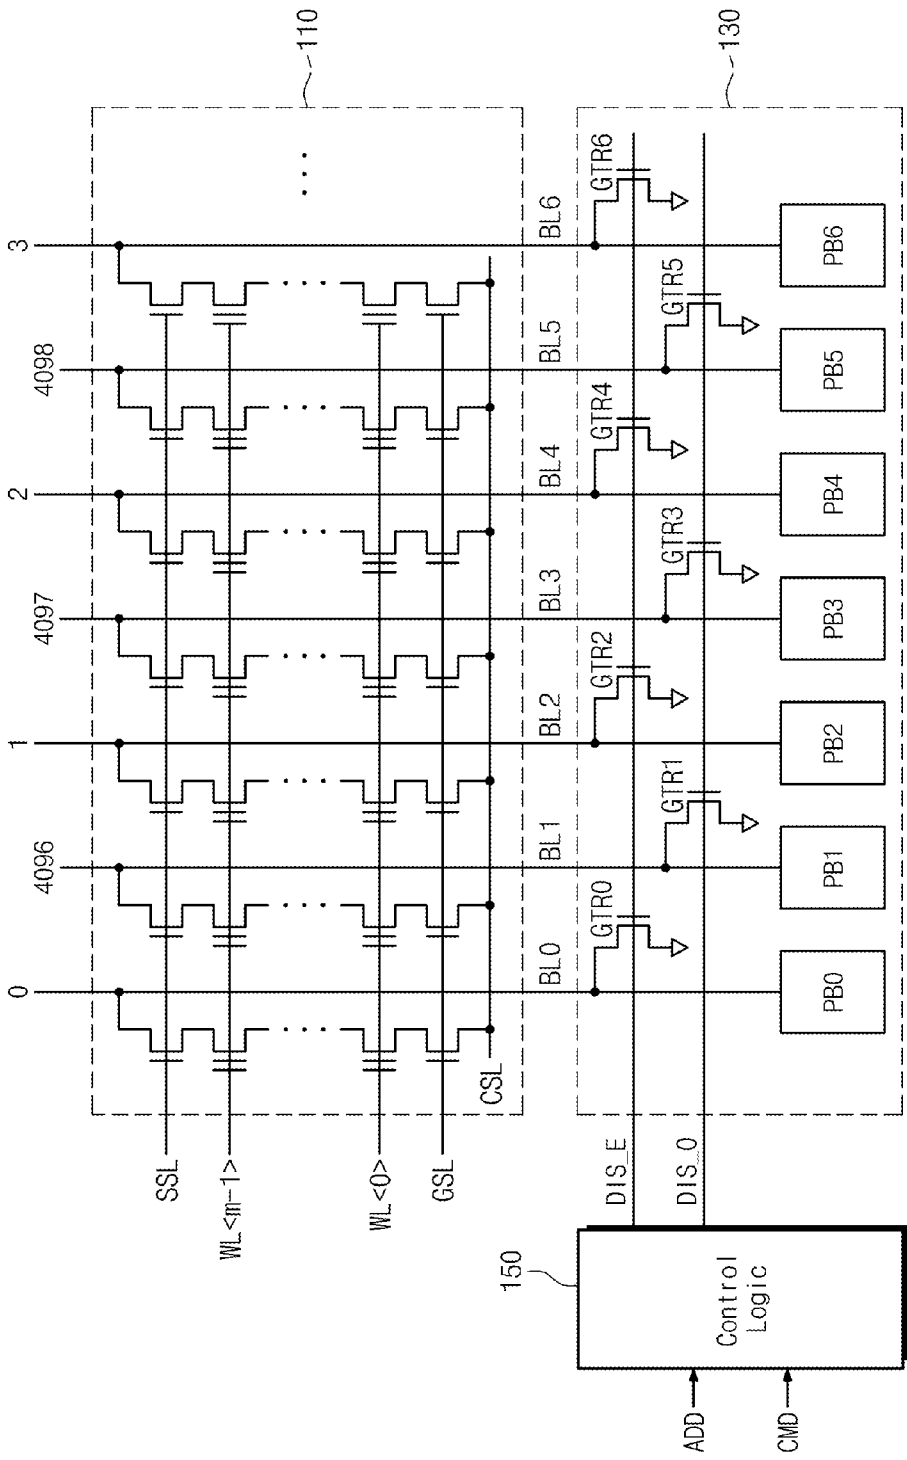 0
4096
1
4097
2
4098
3
110
SSL
WL<m-1>
WL<0>
GSL
CSL
BL0
BL1
BL2
BL3
BL4
BL5
BL6
130
GTR0
GTR2
GTR4
GTR6
DIS_E
GTR1
GTR3
GTR5
DIS_O
PB0
PB1
PB2
PB3
PB4
PB5
PB6
150
Control
Logic
ADD
CMD